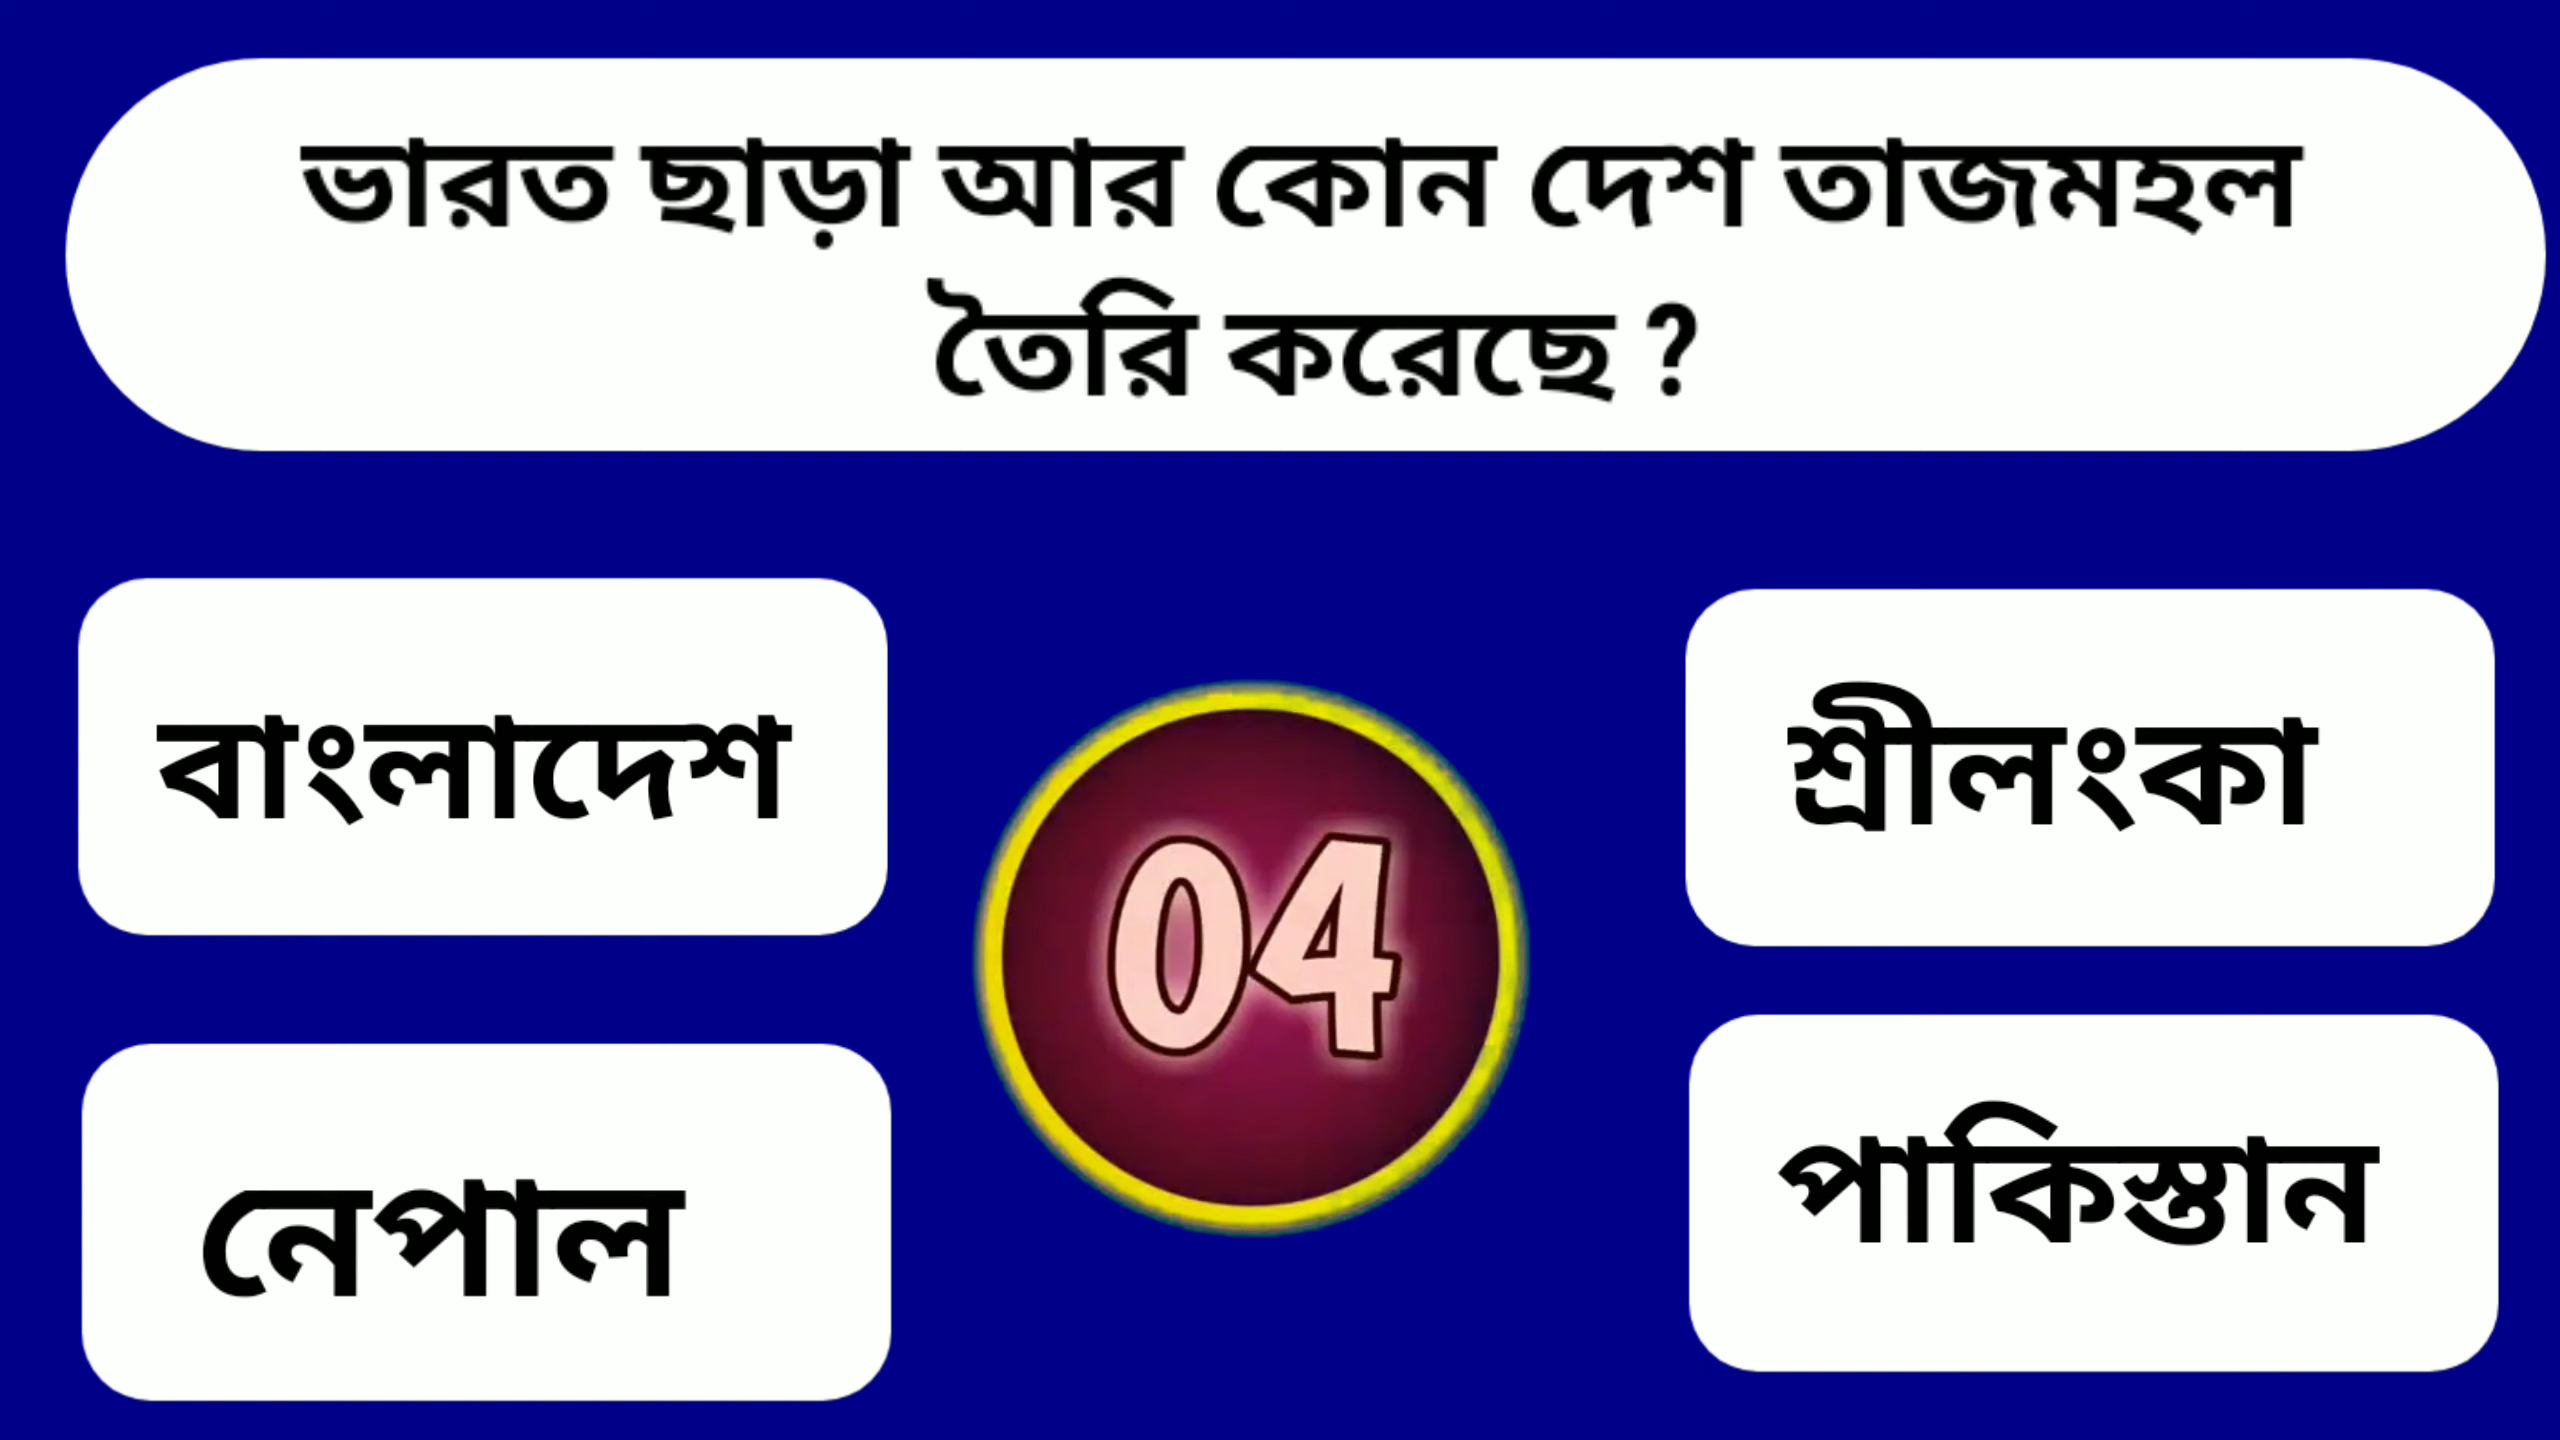 ভারত ছাড়া আর কোন দেশ তাজমহল
তৈরি করেছে ?
বাংলাদেশ
শ্রীলংকা
04
নেপাল
পাকিস্তান